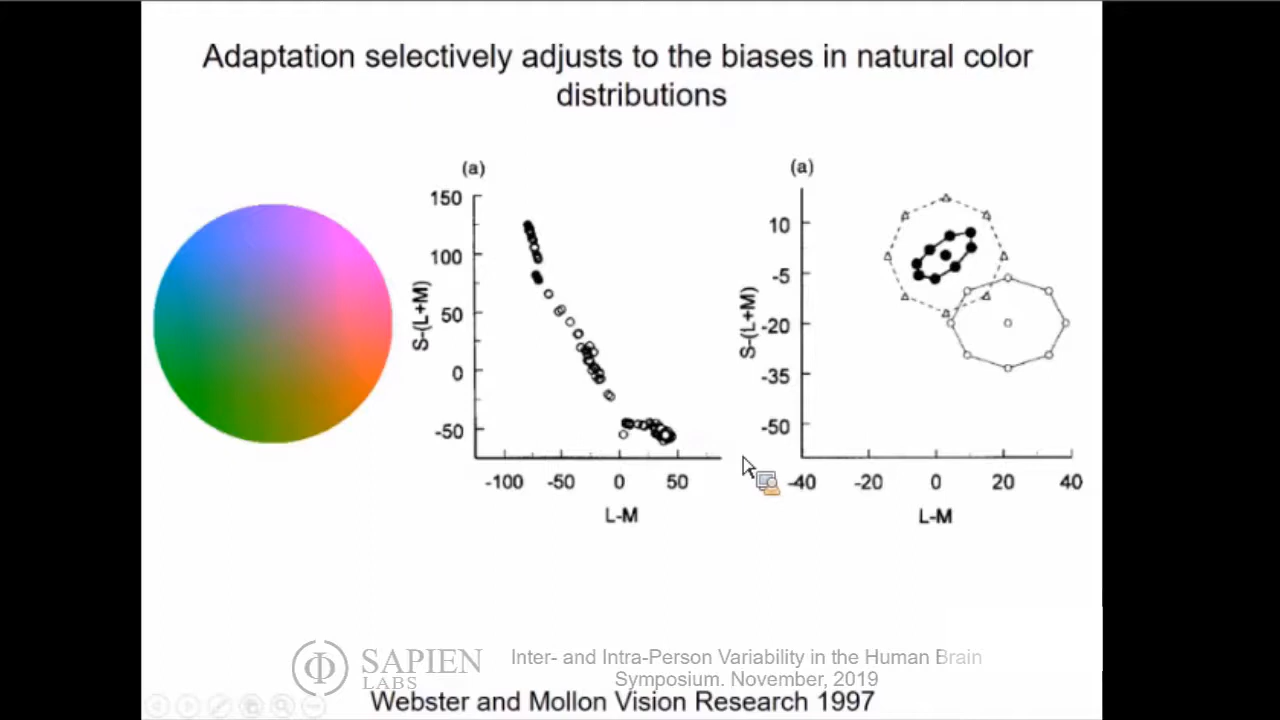 Adaptation selectively adjusts to the biases in natural color
distributions
(a)
150
100
50
0
-50
S-(L+M)
-100 -50 0 50
L-M
(a)
10
-5
-20
-35
-50
S-(L+M)
-40 -20 0 20 40
L-M
SAPIEN
LABS
Inter- and Intra-Person Variability in the Human Brain
Symposium. November, 2019
Webster and Mollon Vision Research 1997